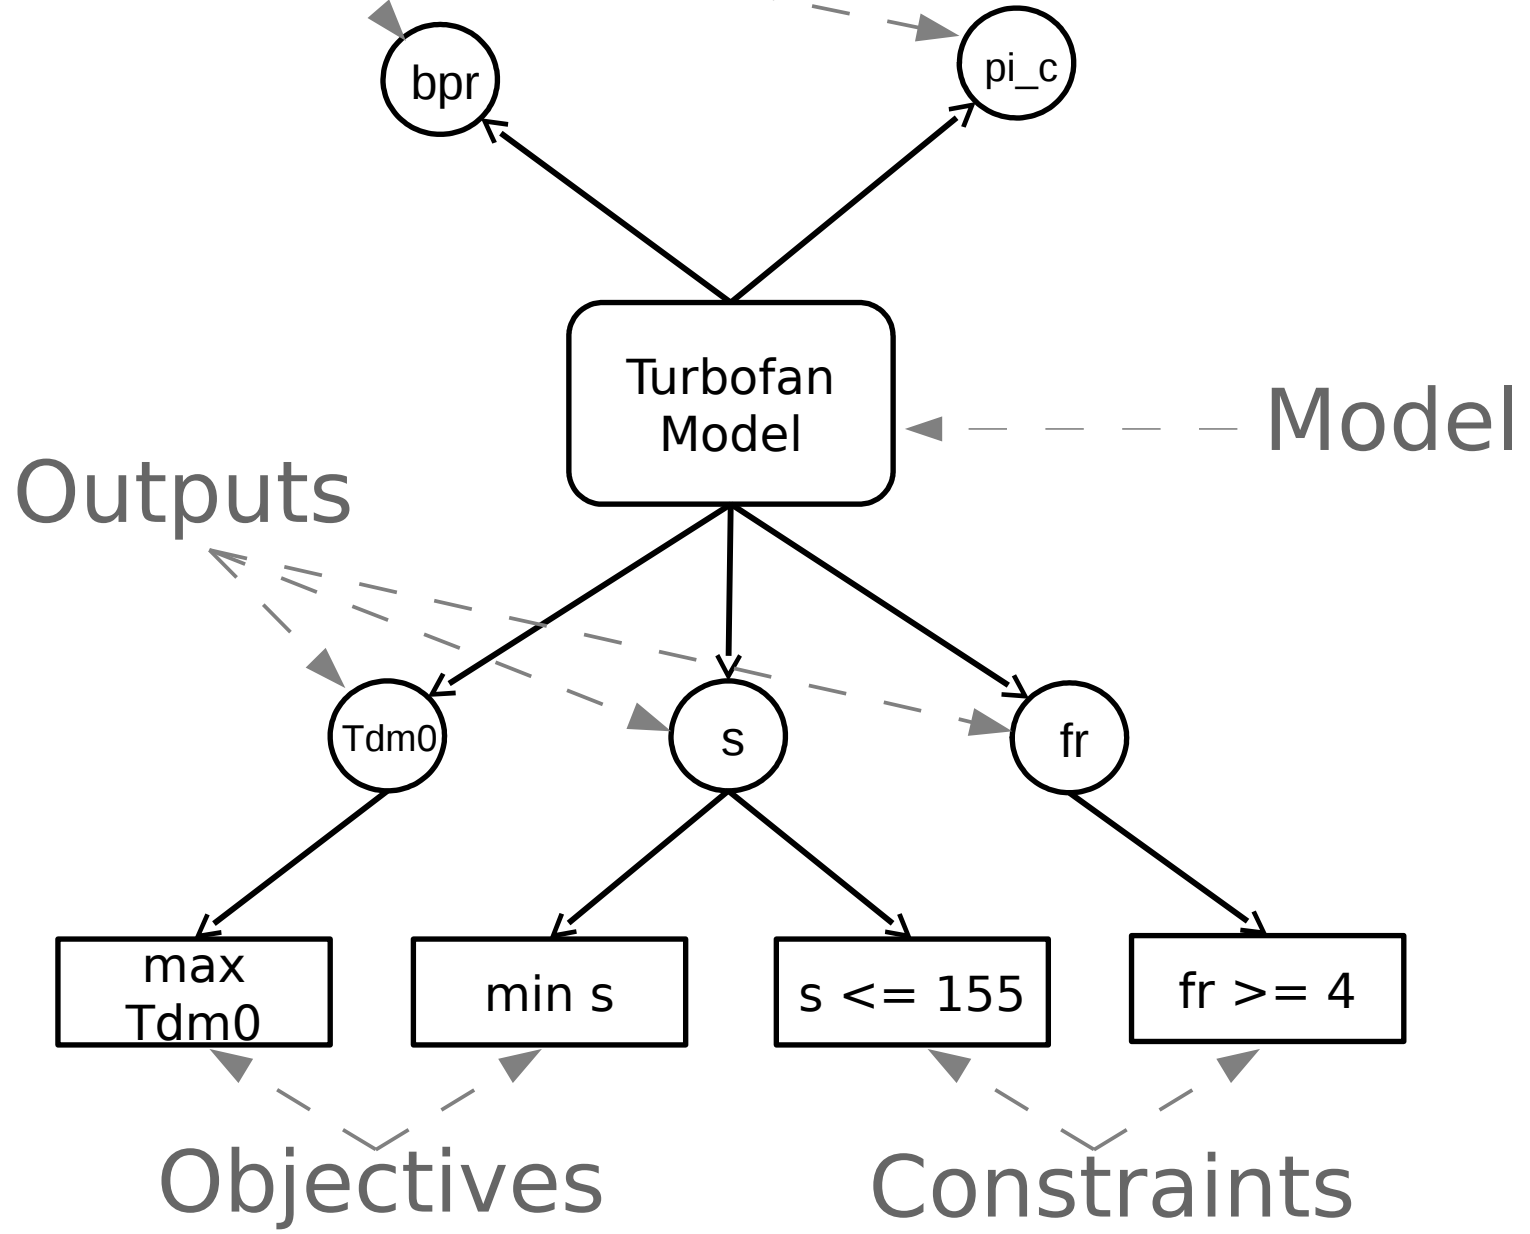 bpr
pi_c
Turbofan
Model
Model
Outputs
Tdm0
s
fr
max
Tdm0
min s
s <= 155
fr >= 4
Objectives
Constraints